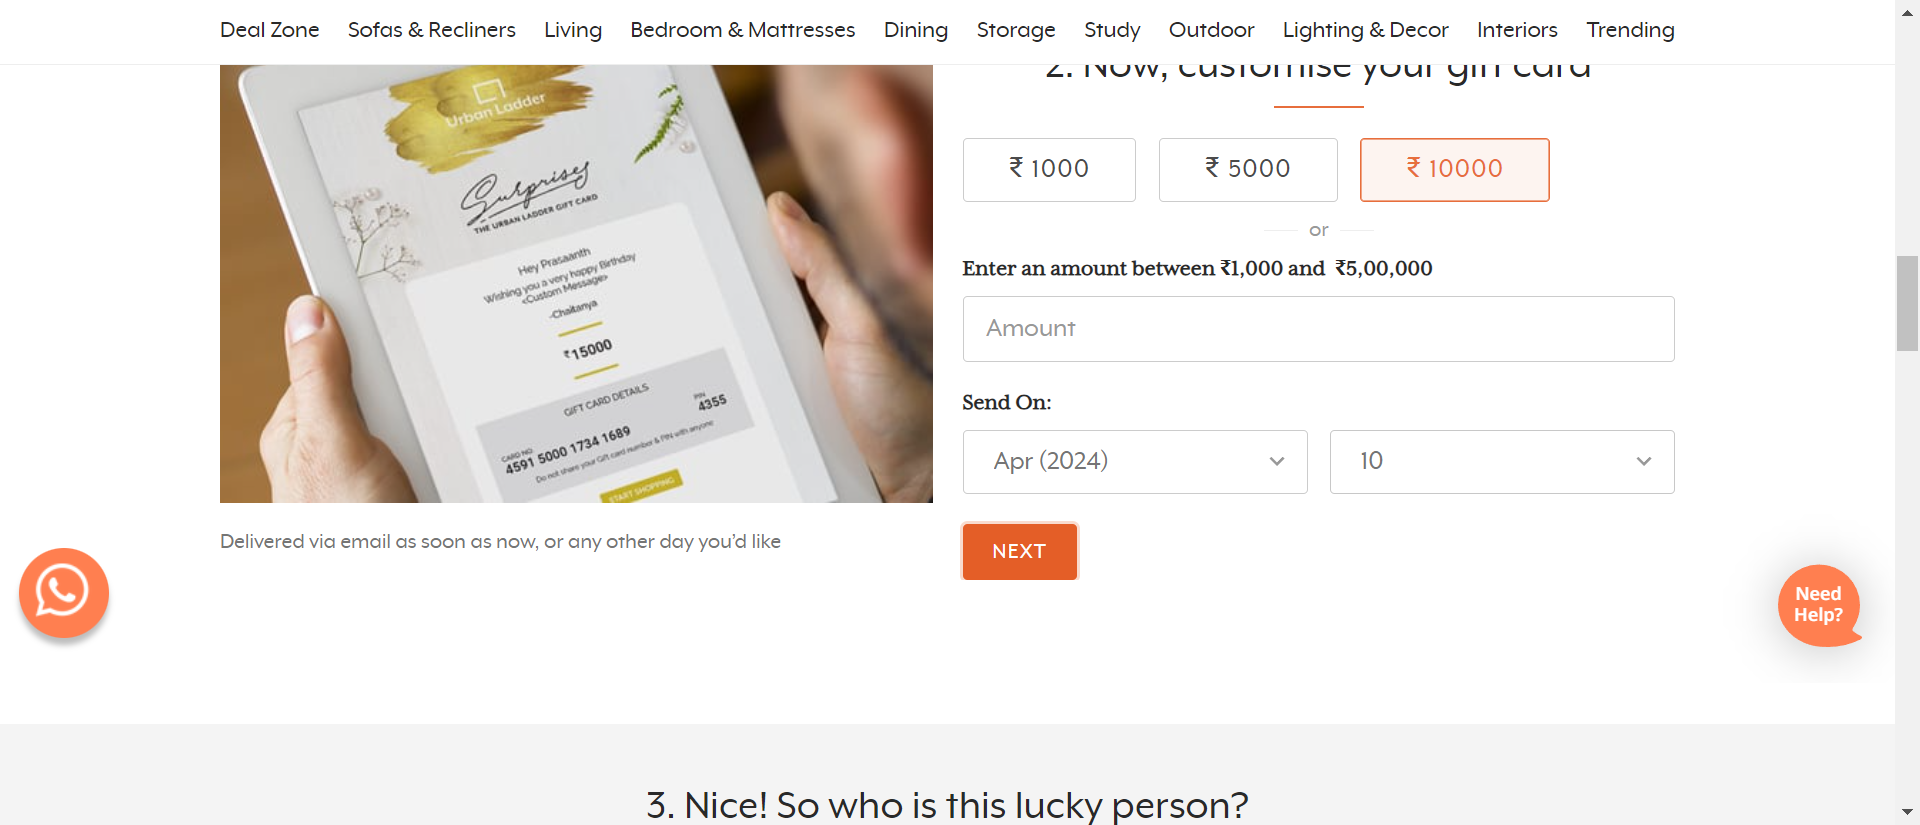 Deal Zone Sofas & Recliners Living Bedroom & Mattresses Dining Storage Study Outdoor Lighting & Decor Interiors Trending
Urban Ladder
Surprises
THE URBAN LADDER GIFT CARD
Hey Prasaanth
Wishing you a very happy Birthday
<Custom Message>
-Chaitanya
₹15000
GIFT CARD DETAILS
CARD NO.
PIN
4591 5000 1734 1689
4355
Do not share your Gift card number & PIN with anyone
START SHOPPING
Delivered via email as soon as now, or any other day you'd like
2. Now, customise your gift card
₹ 1000 ₹ 5000 ₹ 10000
or
Enter an amount between ₹1,000 and ₹5,00,000
Amount
Send On:
Apr (2024) 10
NEXT
Need
Help?
3. Nice! So who is this lucky person?